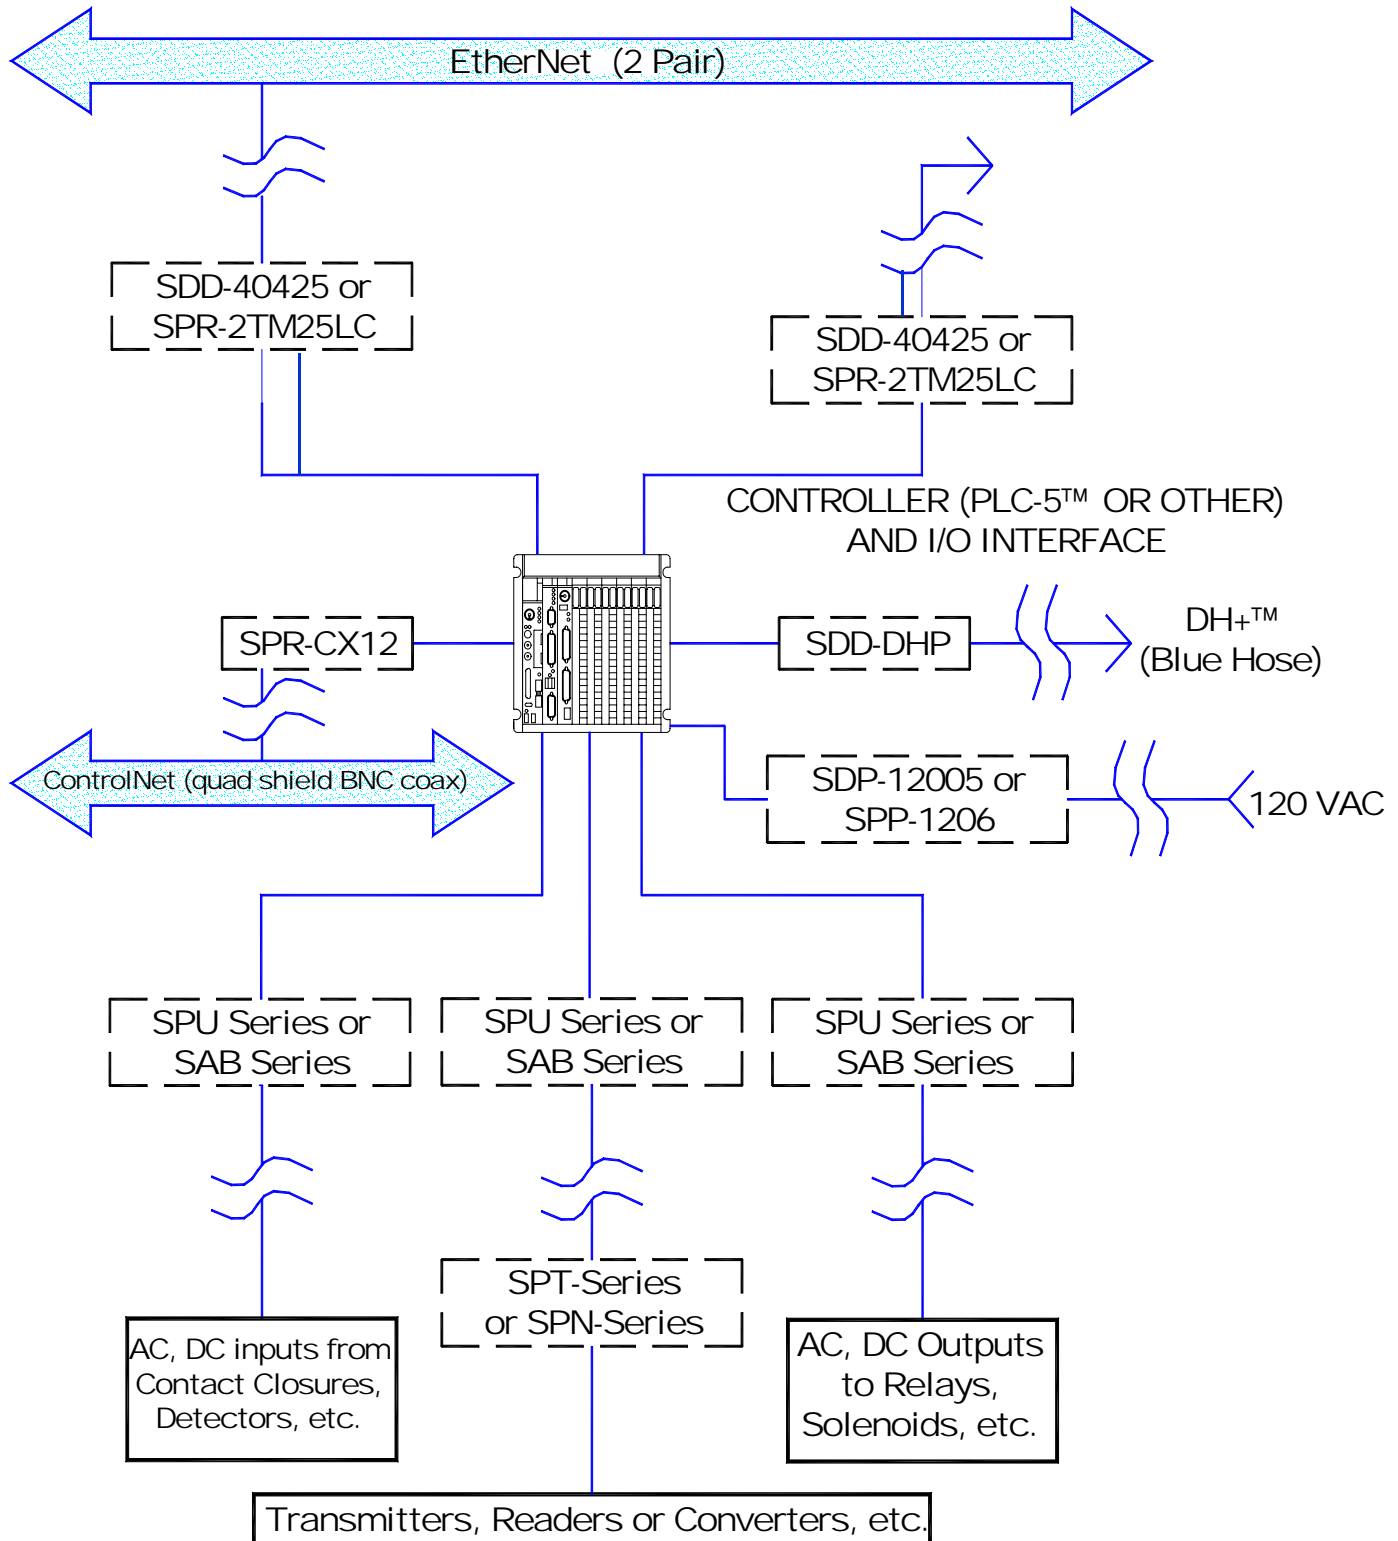 EtherNet (2 Pair)
SDD-40425 or
SPR-2TM25LC
SDD-40425 or
SPR-2TM25LC
CONTROLLER (PLC-5™ OR OTHER)
AND I/O INTERFACE
SPR-CX12
SDD-DHP
DH+™
(Blue Hose)
ControlNet (quad shield BNC coax)
SDP-12005 or
SPP-1206
120 VAC
SPU Series or
SAB Series
SPU Series or
SAB Series
SPU Series or
SAB Series
SPT-Series
or SPN-Series
AC, DC inputs from
Contact Closures,
Detectors, etc.
AC, DC Outputs
to Relays,
Solenoids, etc.
Transmitters, Readers or Converters, etc.